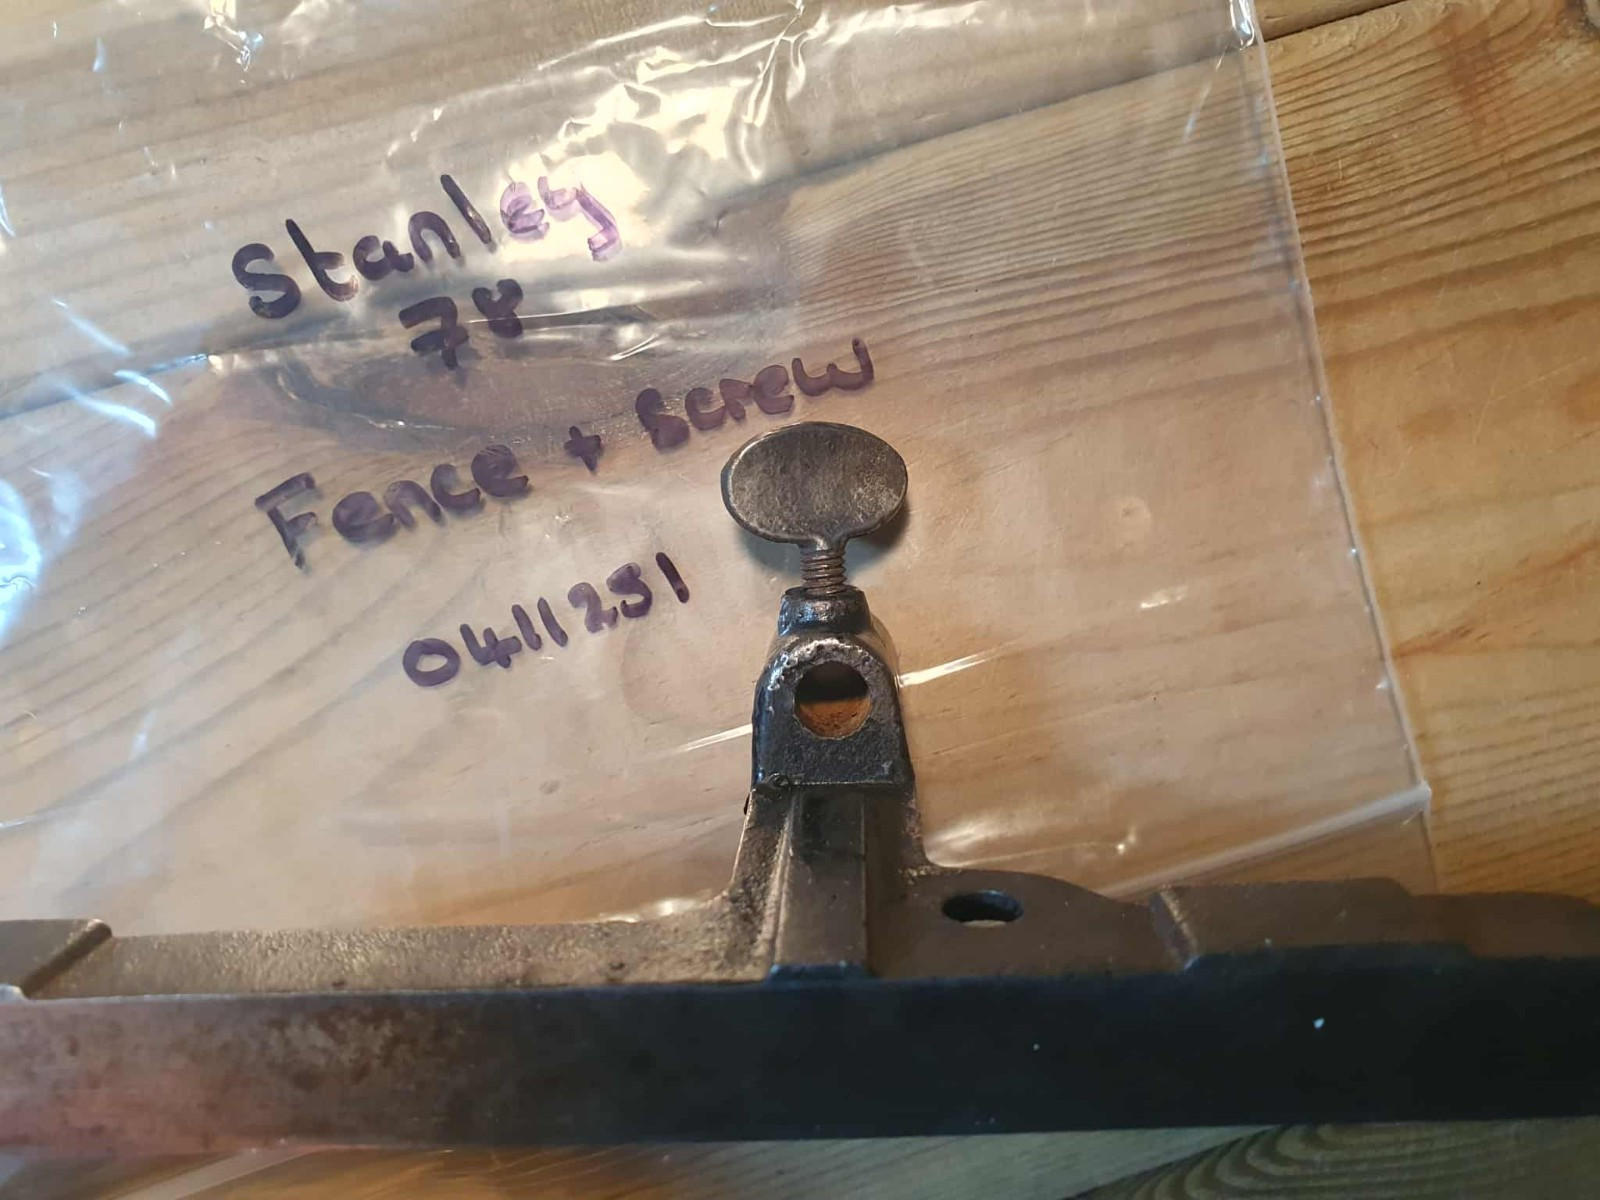 Stanley
78
Fence + Screw
0411251